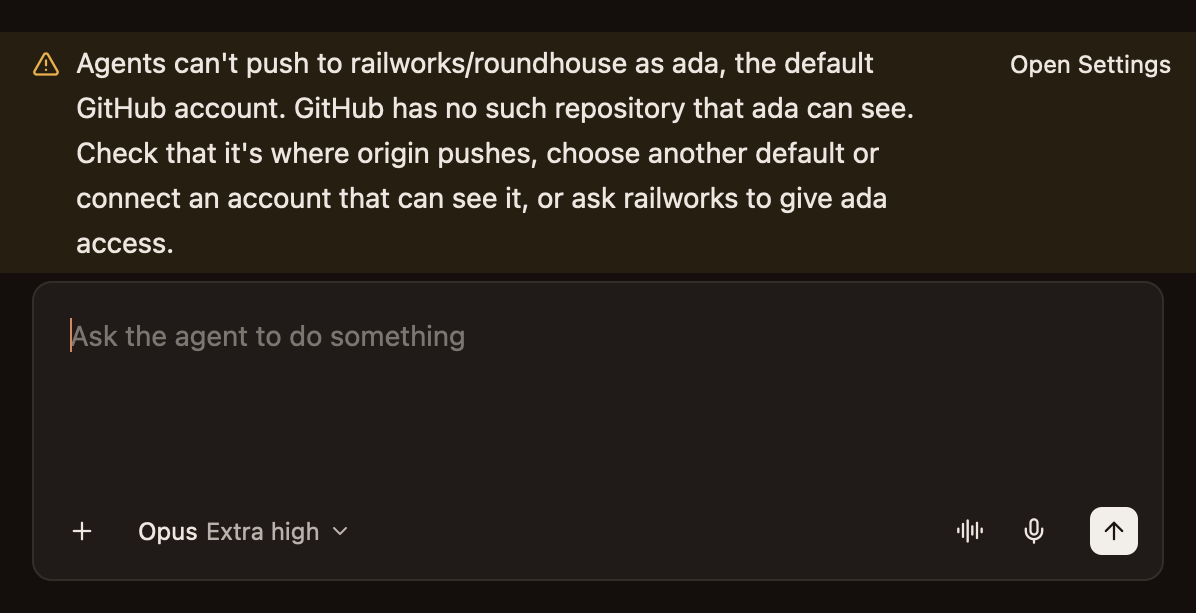 Agents can't push to railworks/roundhouse as ada, the default
Open Settings
GitHub account. GitHub has no such repository that ada can see.
Check that it's where origin pushes, choose another default or
connect an account that can see it, or ask railworks to give ada
access.
Ask the agent to do something
Opus Extra high